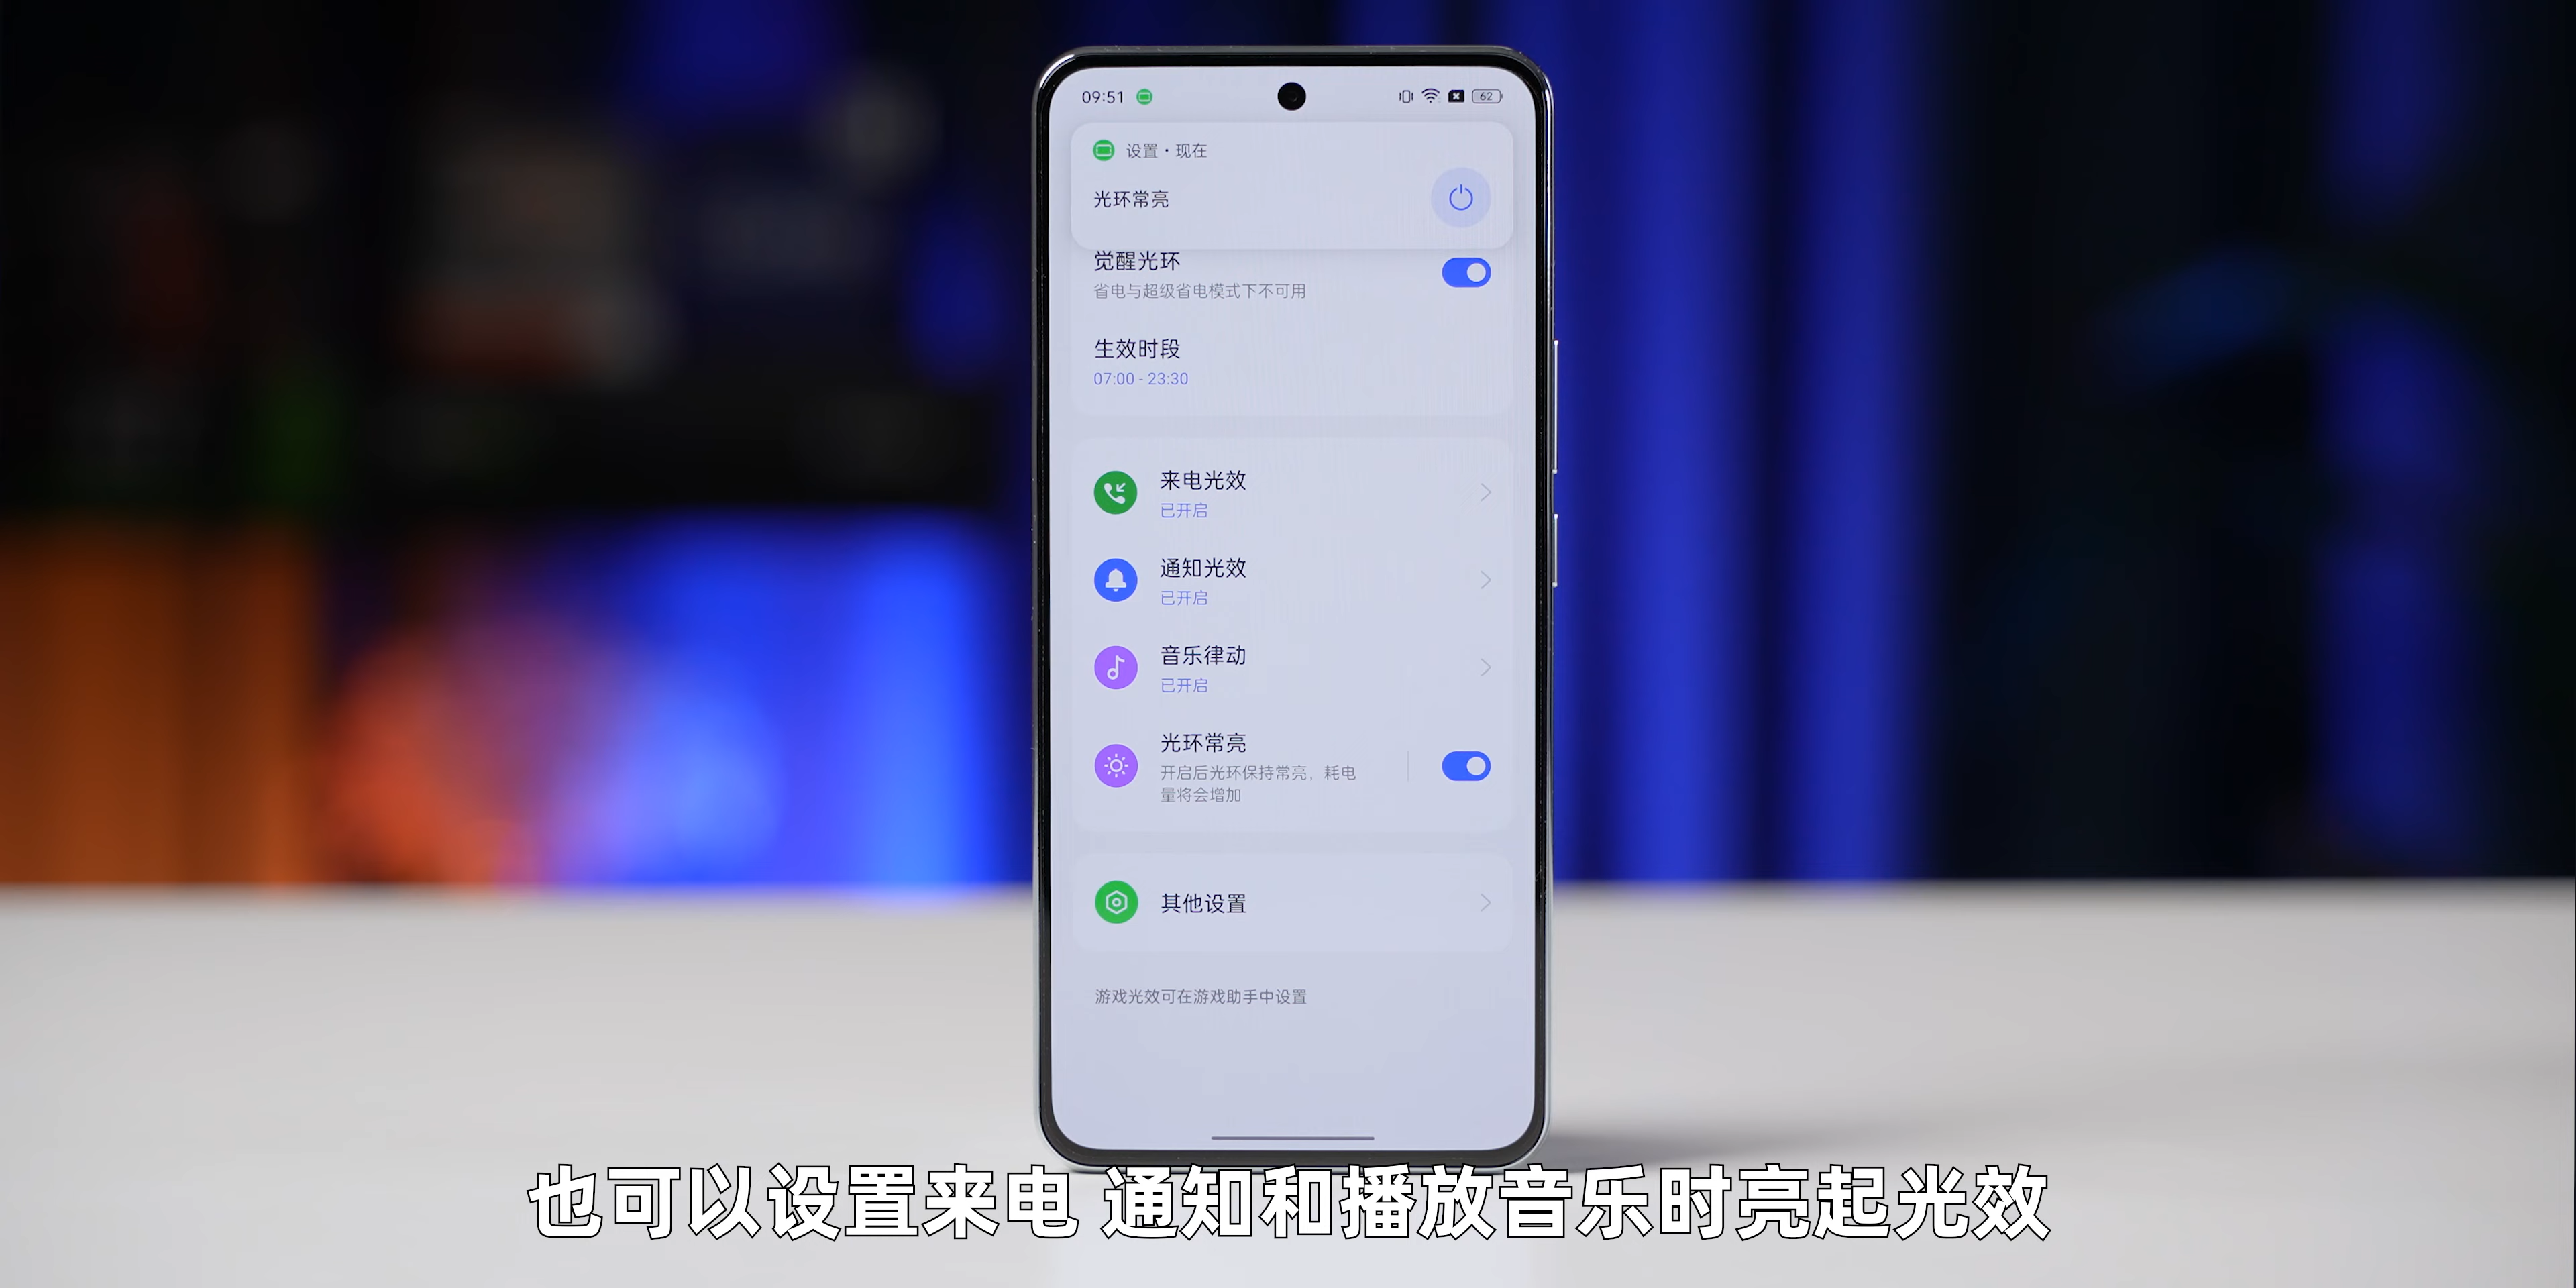 09:51
62
设置·现在
光环常亮
觉醒光环
省电与超级省电模式下不可用
生效时段
07:00 - 23:30
来电光效
已开启
通知光效
已开启
音乐律动
已开启
光环常亮
开启后光环保持常亮，耗电
量将会增加
其他设置
游戏光效可在游戏助手中设置
也可以设置来电 通知和播放音乐时亮起光效